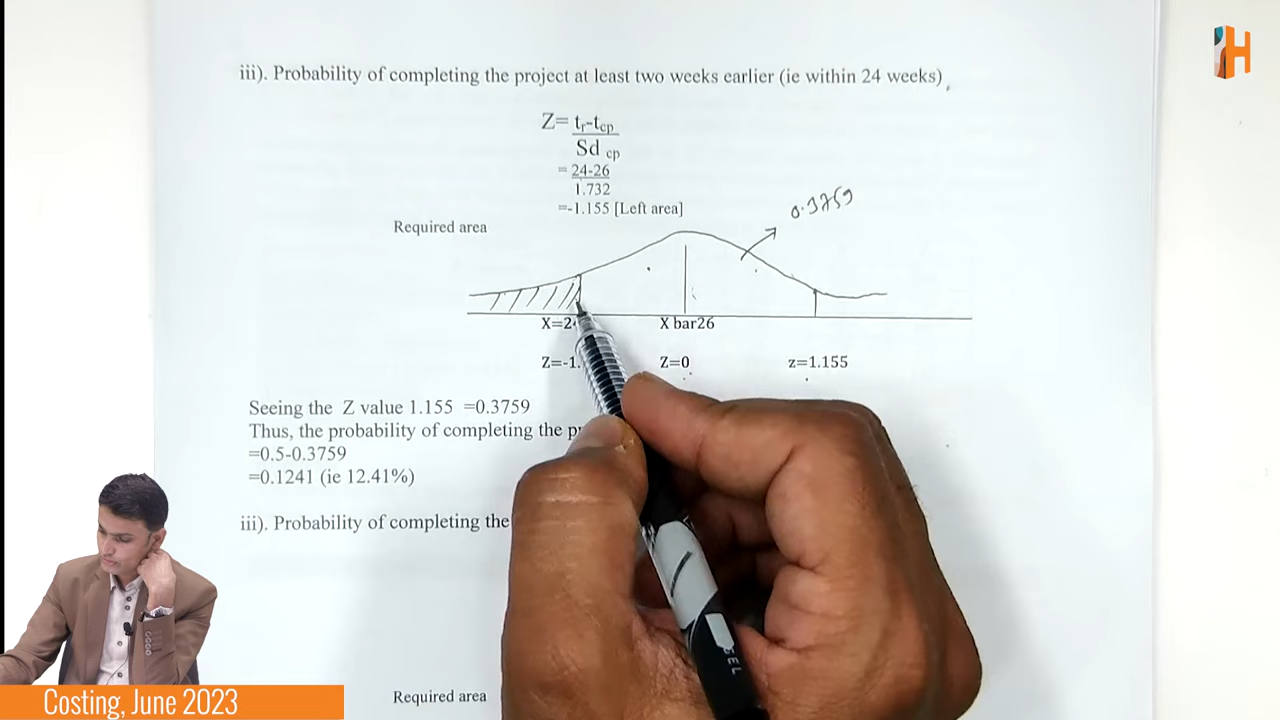 iii). Probability of completing the project at least two weeks earlier (ie within 24 weeks)
Z= tr-tcp
Sd cp
= 24-26
1.732
=-1.155 [Left area]
0.3759
Required area
X bar26
Z=0
z=1.155
Seeing the Z value 1.155 =0.3759
Thus, the probability of completing the
=0.5-0.3759
=0.1241 (ie 12.41%)
iii). Probability of completing the
Required area
GEL
H
Costing, June 2023